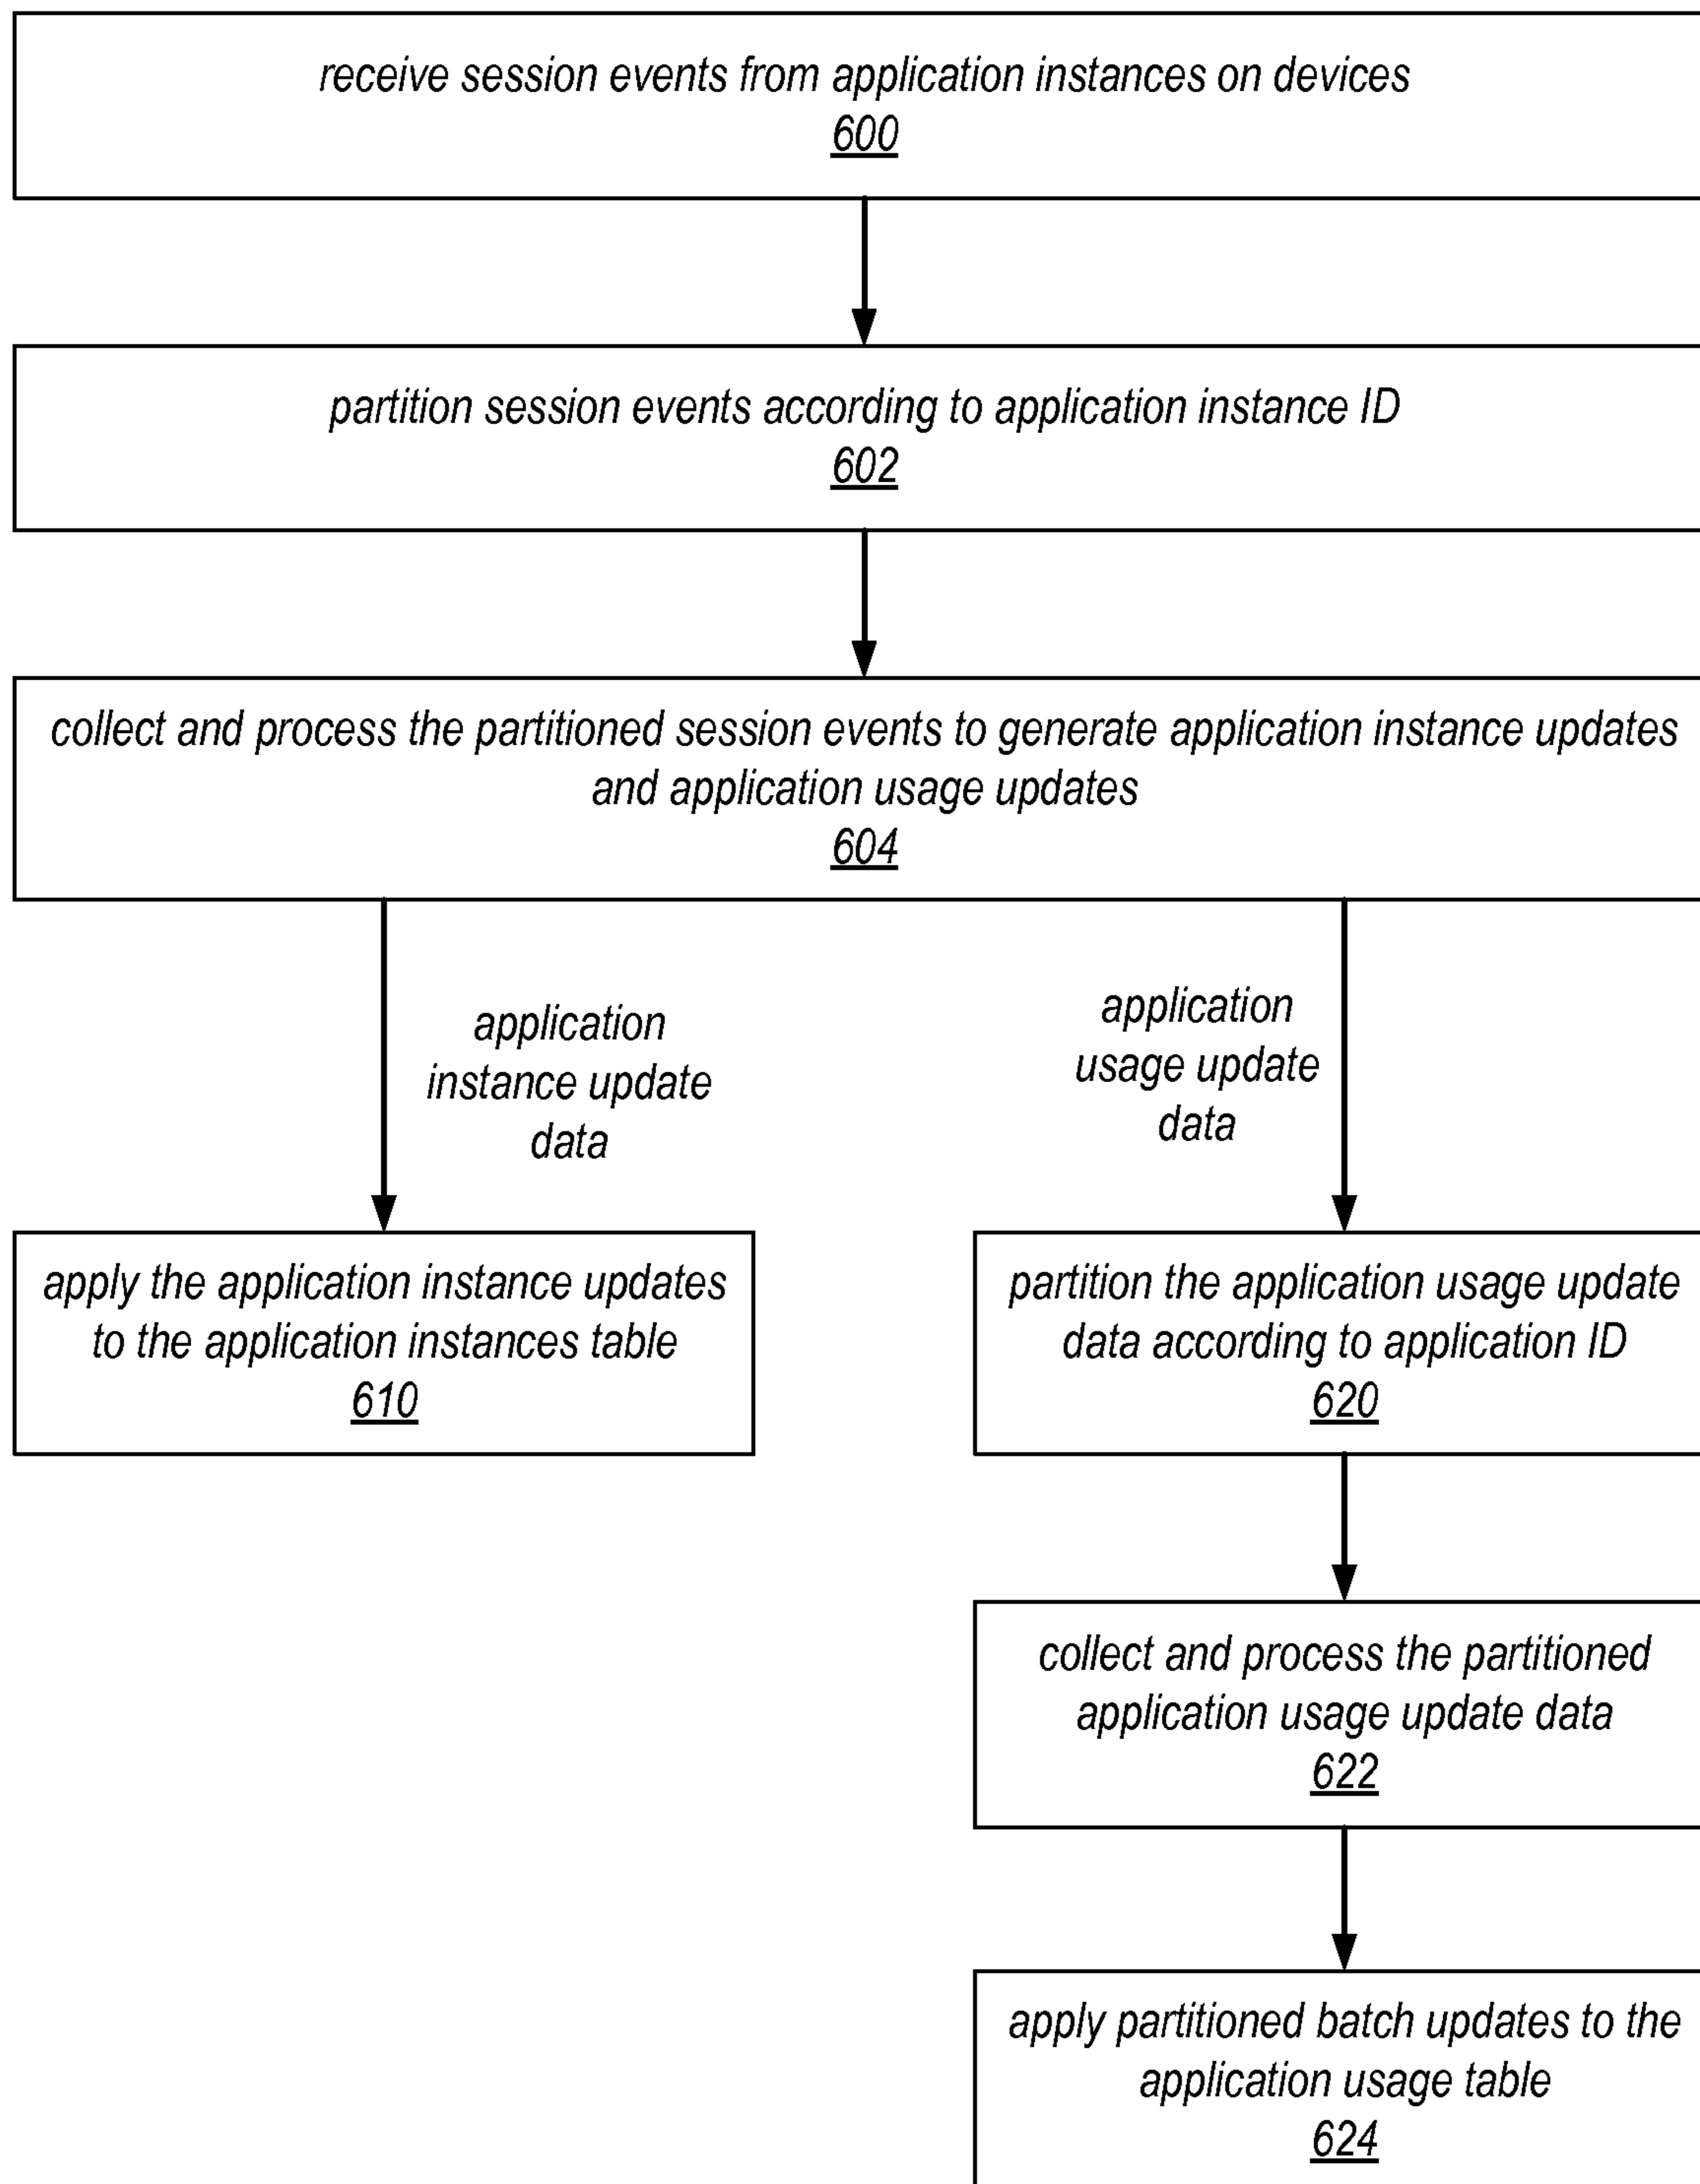 receive session events from application instances on devices
600
partition session events according to application instance ID
602
collect and process the partitioned session events to generate application instance updates
and application usage updates
604
application
instance update
data
application
usage update
data
apply the application instance updates
to the application instances table
610
partition the application usage update
data according to application ID
620
collect and process the partitioned
application usage update data
622
apply partitioned batch updates to the
application usage table
624